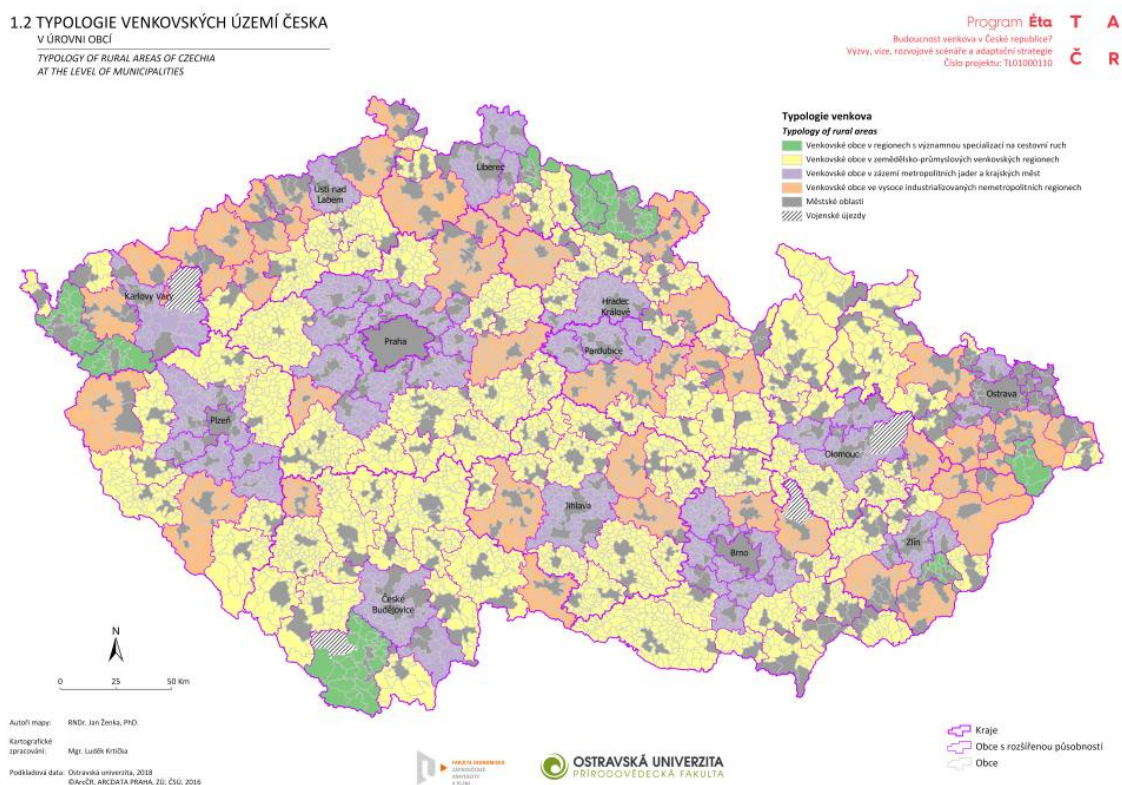 1.2 TYPOLOGIE VENKOVSKÝCH ÚZEMÍ ČESKA
V ÚROVNI OBCÍ
TYPOLOGY OF RURAL AREAS OF CZECHIA
AT THE LEVEL OF MUNICIPALITIES
Program Éta
T A
Č R
Budoucnost venkova v České republice?
Výzvy, vize, rozvojové scénáře a adaptační strategie
Číslo projektu: TL01000110
Typologie venkova
Typology of rural areas
Venkovské obce v regionech s významnou specializací na cestovní ruch
Venkovské obce v zemědělsko-průmyslových venkovských regionech
Venkovské obce v zázemí metropolitních jader a krajských měst
Venkovské obce ve vysoce industrializovaných nemetropolitních regionech
Městské oblasti
Vojenské újezdy
Liberec
Ústí nad
Labem
Karlovy Vary
Hradec
Králové
Praha
Pardubice
Ostrava
Plzeň
Olomouc
Jihlava
Zlín
Brno
České
Budějovice
N
0 25 50 Km
Autoři mapy: RNDr. Jan Ženka, PhD.
Kartografické
zpracování: Mgr. Luděk Krtička
Podkladová data: Ostravská univerzita, 2018
©ArcČR, ARCDATA PRAHA, ZÚ, ČSÚ, 2016
FAKULTA EKONOMICKÁ
ZÁPADOČESKÉ
UNIVERZITY
V PLZNI
OSTRAVSKÁ UNIVERZITA
PŘÍRODOVĚDECKÁ FAKULTA
Kraje
Obce s rozšířenou působností
Obce